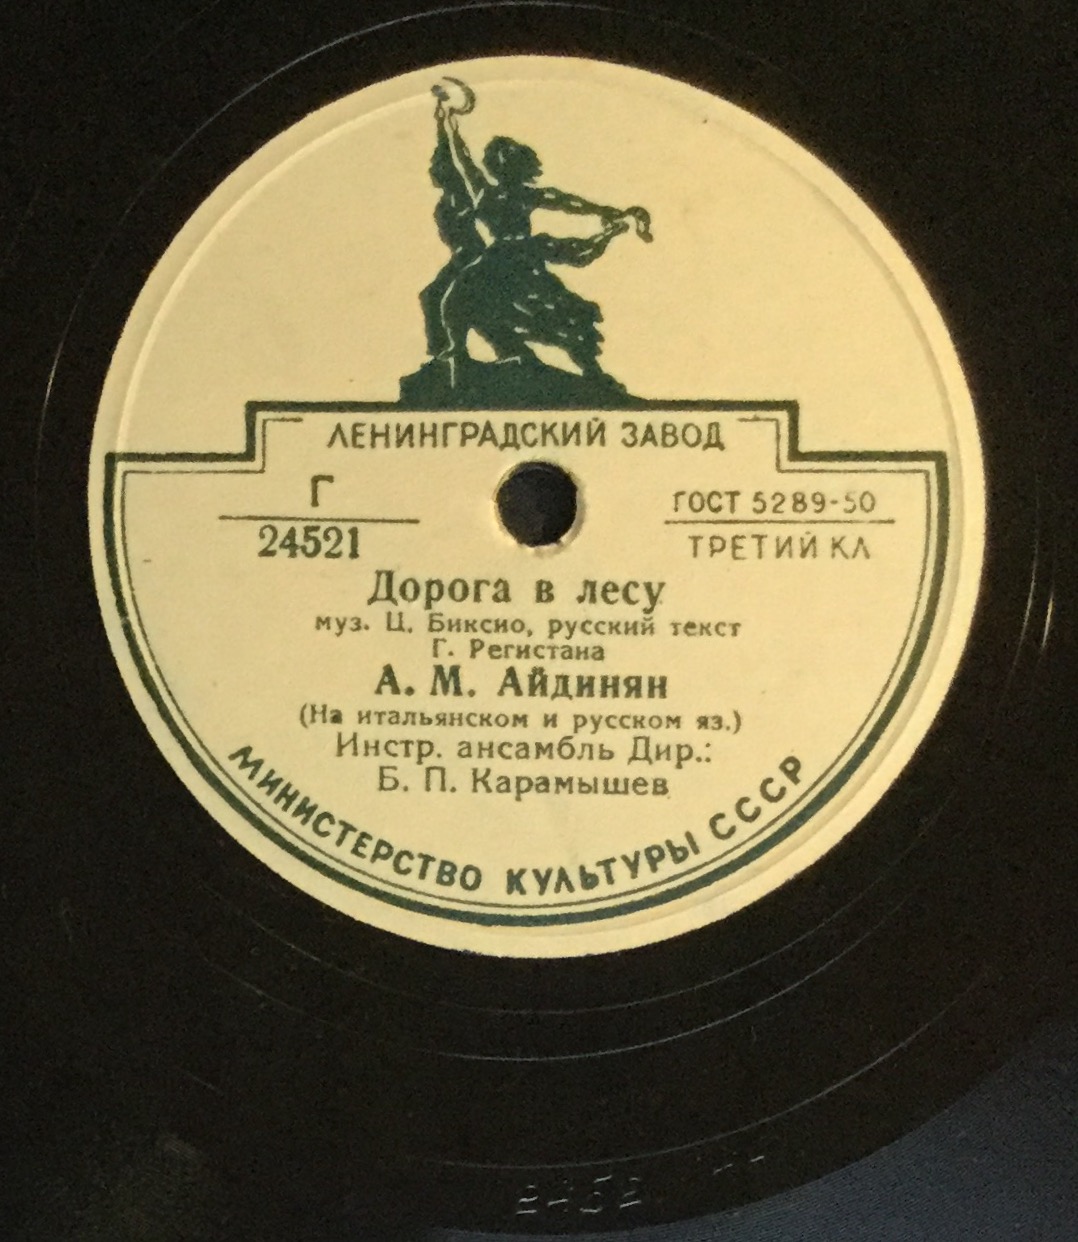 ЛЕНИНГРАДСКИЙ ЗАВОД
Г
24521
ГОСТ 5289-50
ТРЕТИЙ КЛ
Дорога в лесу
муз. Ц. Биксио, русский текст
Г. Регистана
А. М. Айдинян
(На итальянском и русском яз.)
Инстр. ансамбль Дир.:
Б. П. Карамышев
МИНИСТЕРСТВО КУЛЬТУРЫ СССР